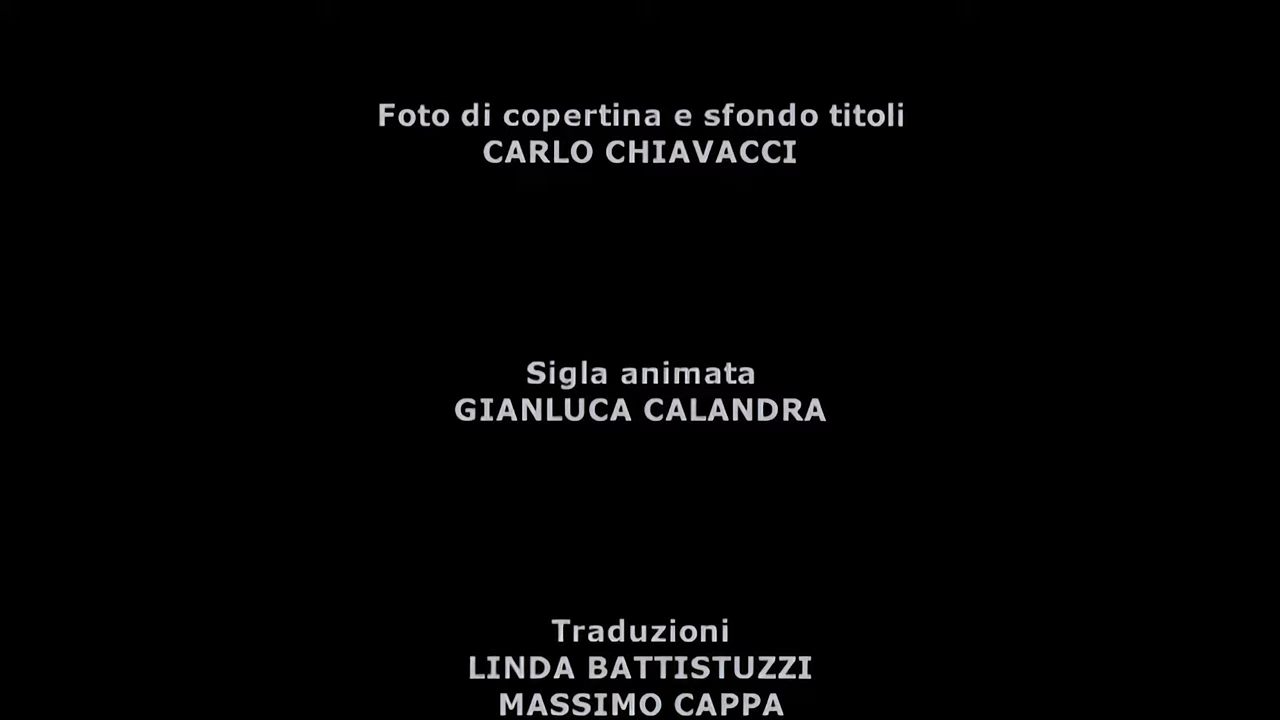 Foto di copertina e sfondo titoli
CARLO CHIAVACCI
Sigla animata
GIANLUCA CALANDRA
Traduzioni
LINDA BATTISTUZZI
MASSIMO CAPPA